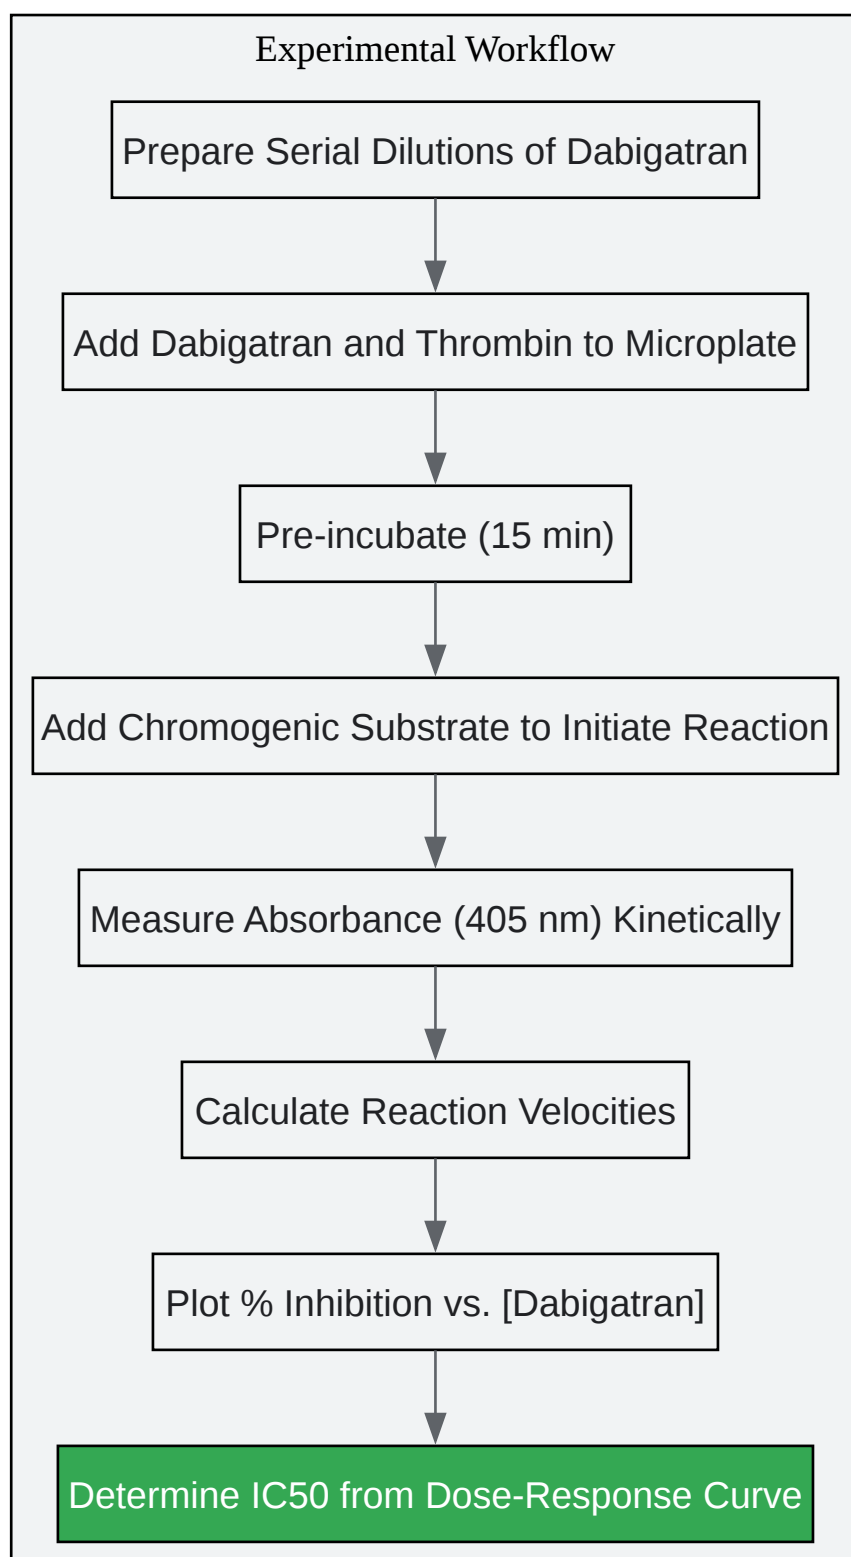 Experimental Workflow
Prepare Serial Dilutions of Dabigatran
Add Dabigatran and Thrombin to Microplate
Pre-incubate (15 min)
Add Chromogenic Substrate to Initiate Reaction
Measure Absorbance (405 nm) Kinetically
Calculate Reaction Velocities
Plot % Inhibition vs. [Dabigatran]
Determine IC50 from Dose-Response Curve